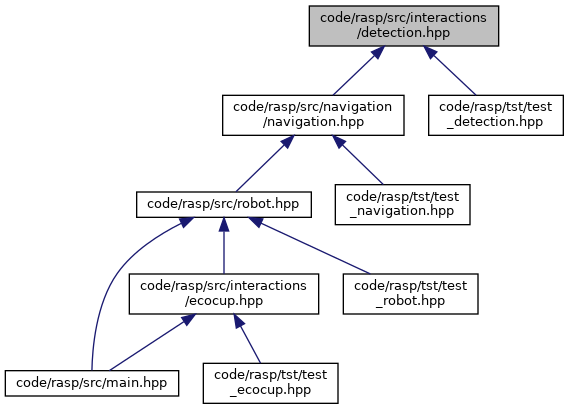 code/rasp/src/interactions
/detection.hpp
code/rasp/src/navigation
/navigation.hpp
code/rasp/tst/test
_detection.hpp
code/rasp/src/robot.hpp
code/rasp/tst/test
_navigation.hpp
code/rasp/src/interactions
/ecocup.hpp
code/rasp/tst/test
_robot.hpp
code/rasp/src/main.hpp
code/rasp/tst/test
_ecocup.hpp